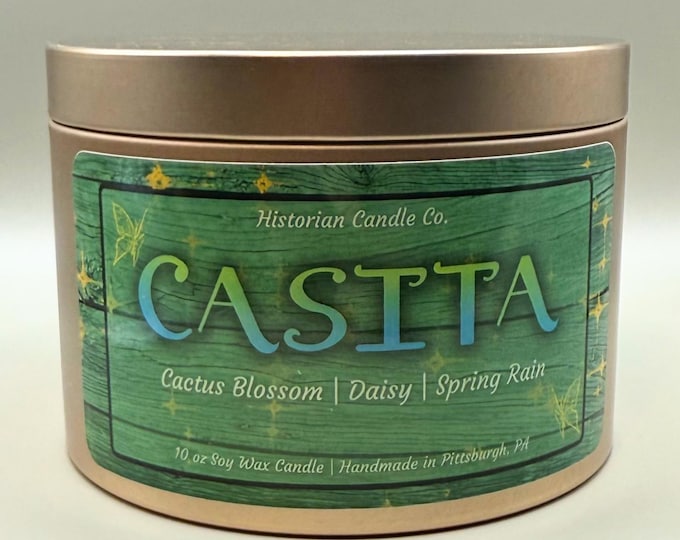 Historian Candle Co.
CASITA
Cactus Blossom | Daisy | Spring Rain
10 oz Soy Wax Candle | Handmade in Pittsburgh, PA